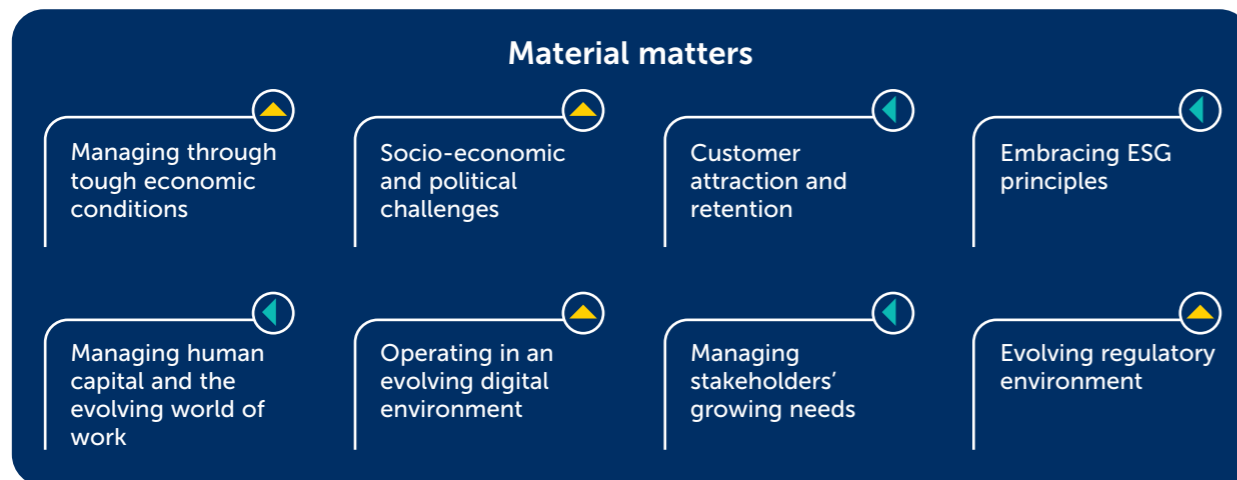 Material matters
Managing through
tough economic
conditions
Socio-economic
and political
challenges
Customer
attraction and
retention
Embracing ESG
principles
Managing human
capital and the
evolving world of
work
Operating in an
evolving digital
environment
Managing
stakeholders’
growing needs
Evolving regulatory
environment